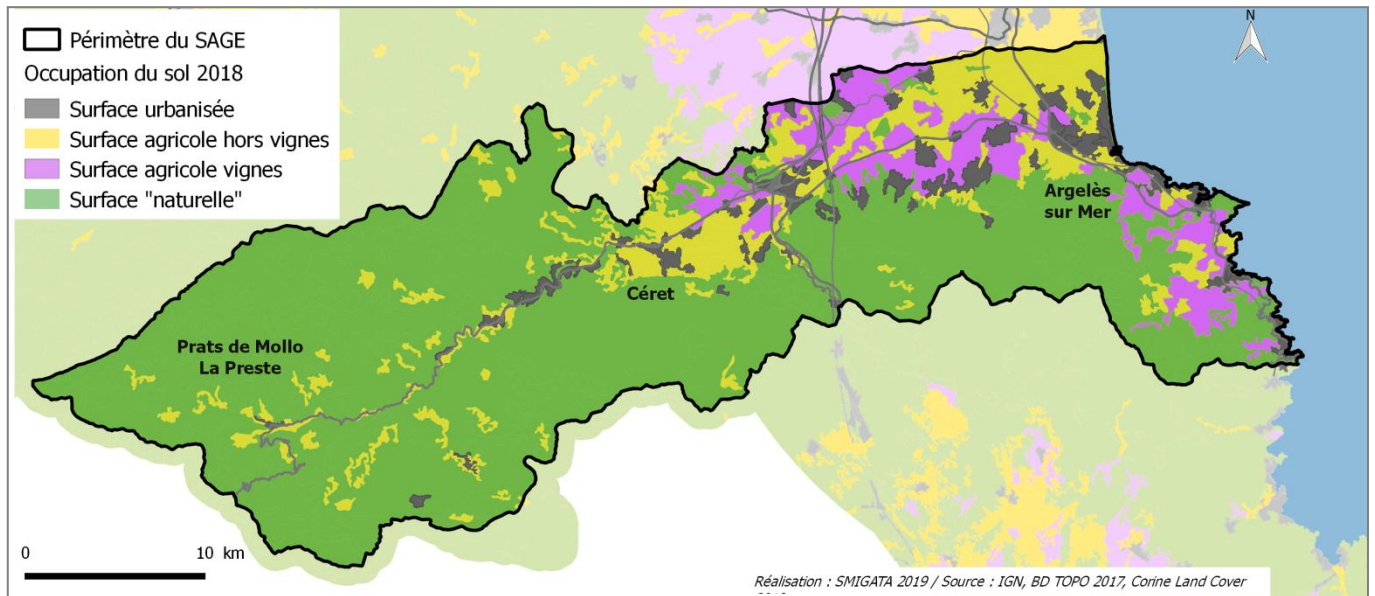 Périmètre du SAGE
Occupation du sol 2018
Surface urbanisée
Surface agricole hors vignes
Surface agricole vignes
Surface "naturelle"
N
Argelès
sur Mer
Céret
Prats de Mollo
La Preste
0 10 km
Réalisation : SMIGATA 2019 / Source : IGN, BD TOPO 2017, Corine Land Cover